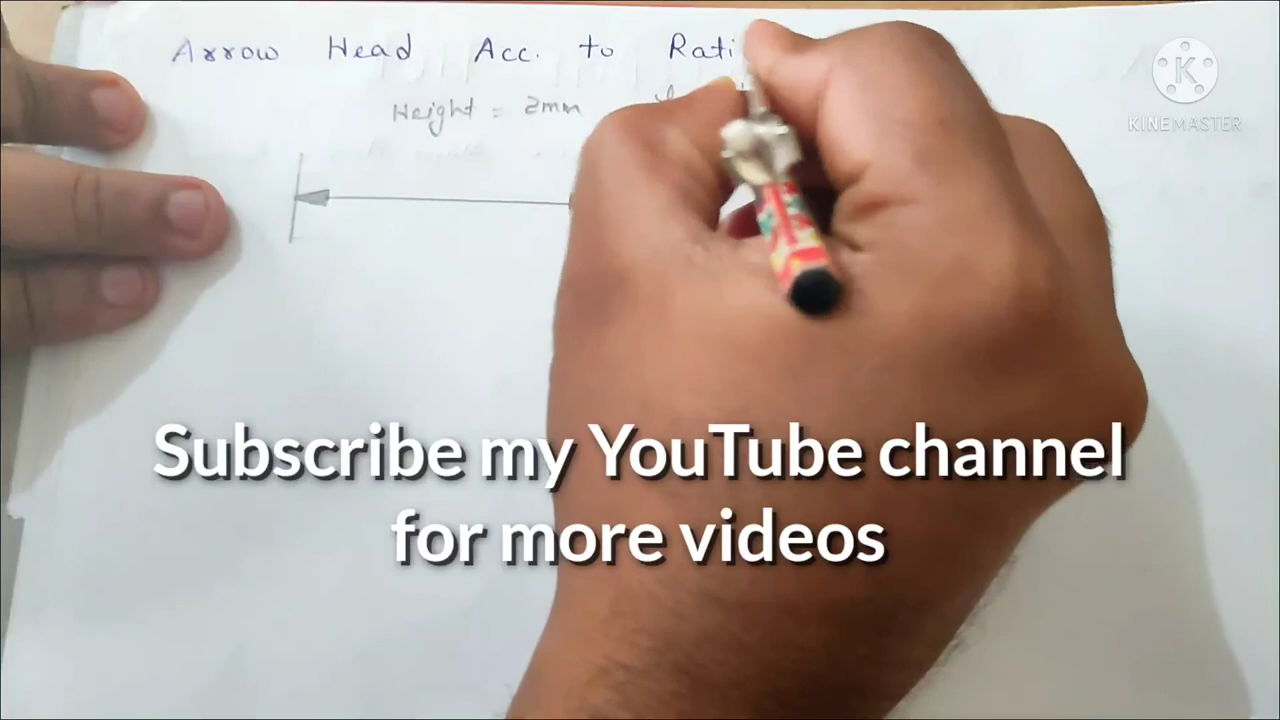 Arrow Head Acc. to Rati
Height = 2mm
KINEMASTER
Subscribe my YouTube channel
for more videos